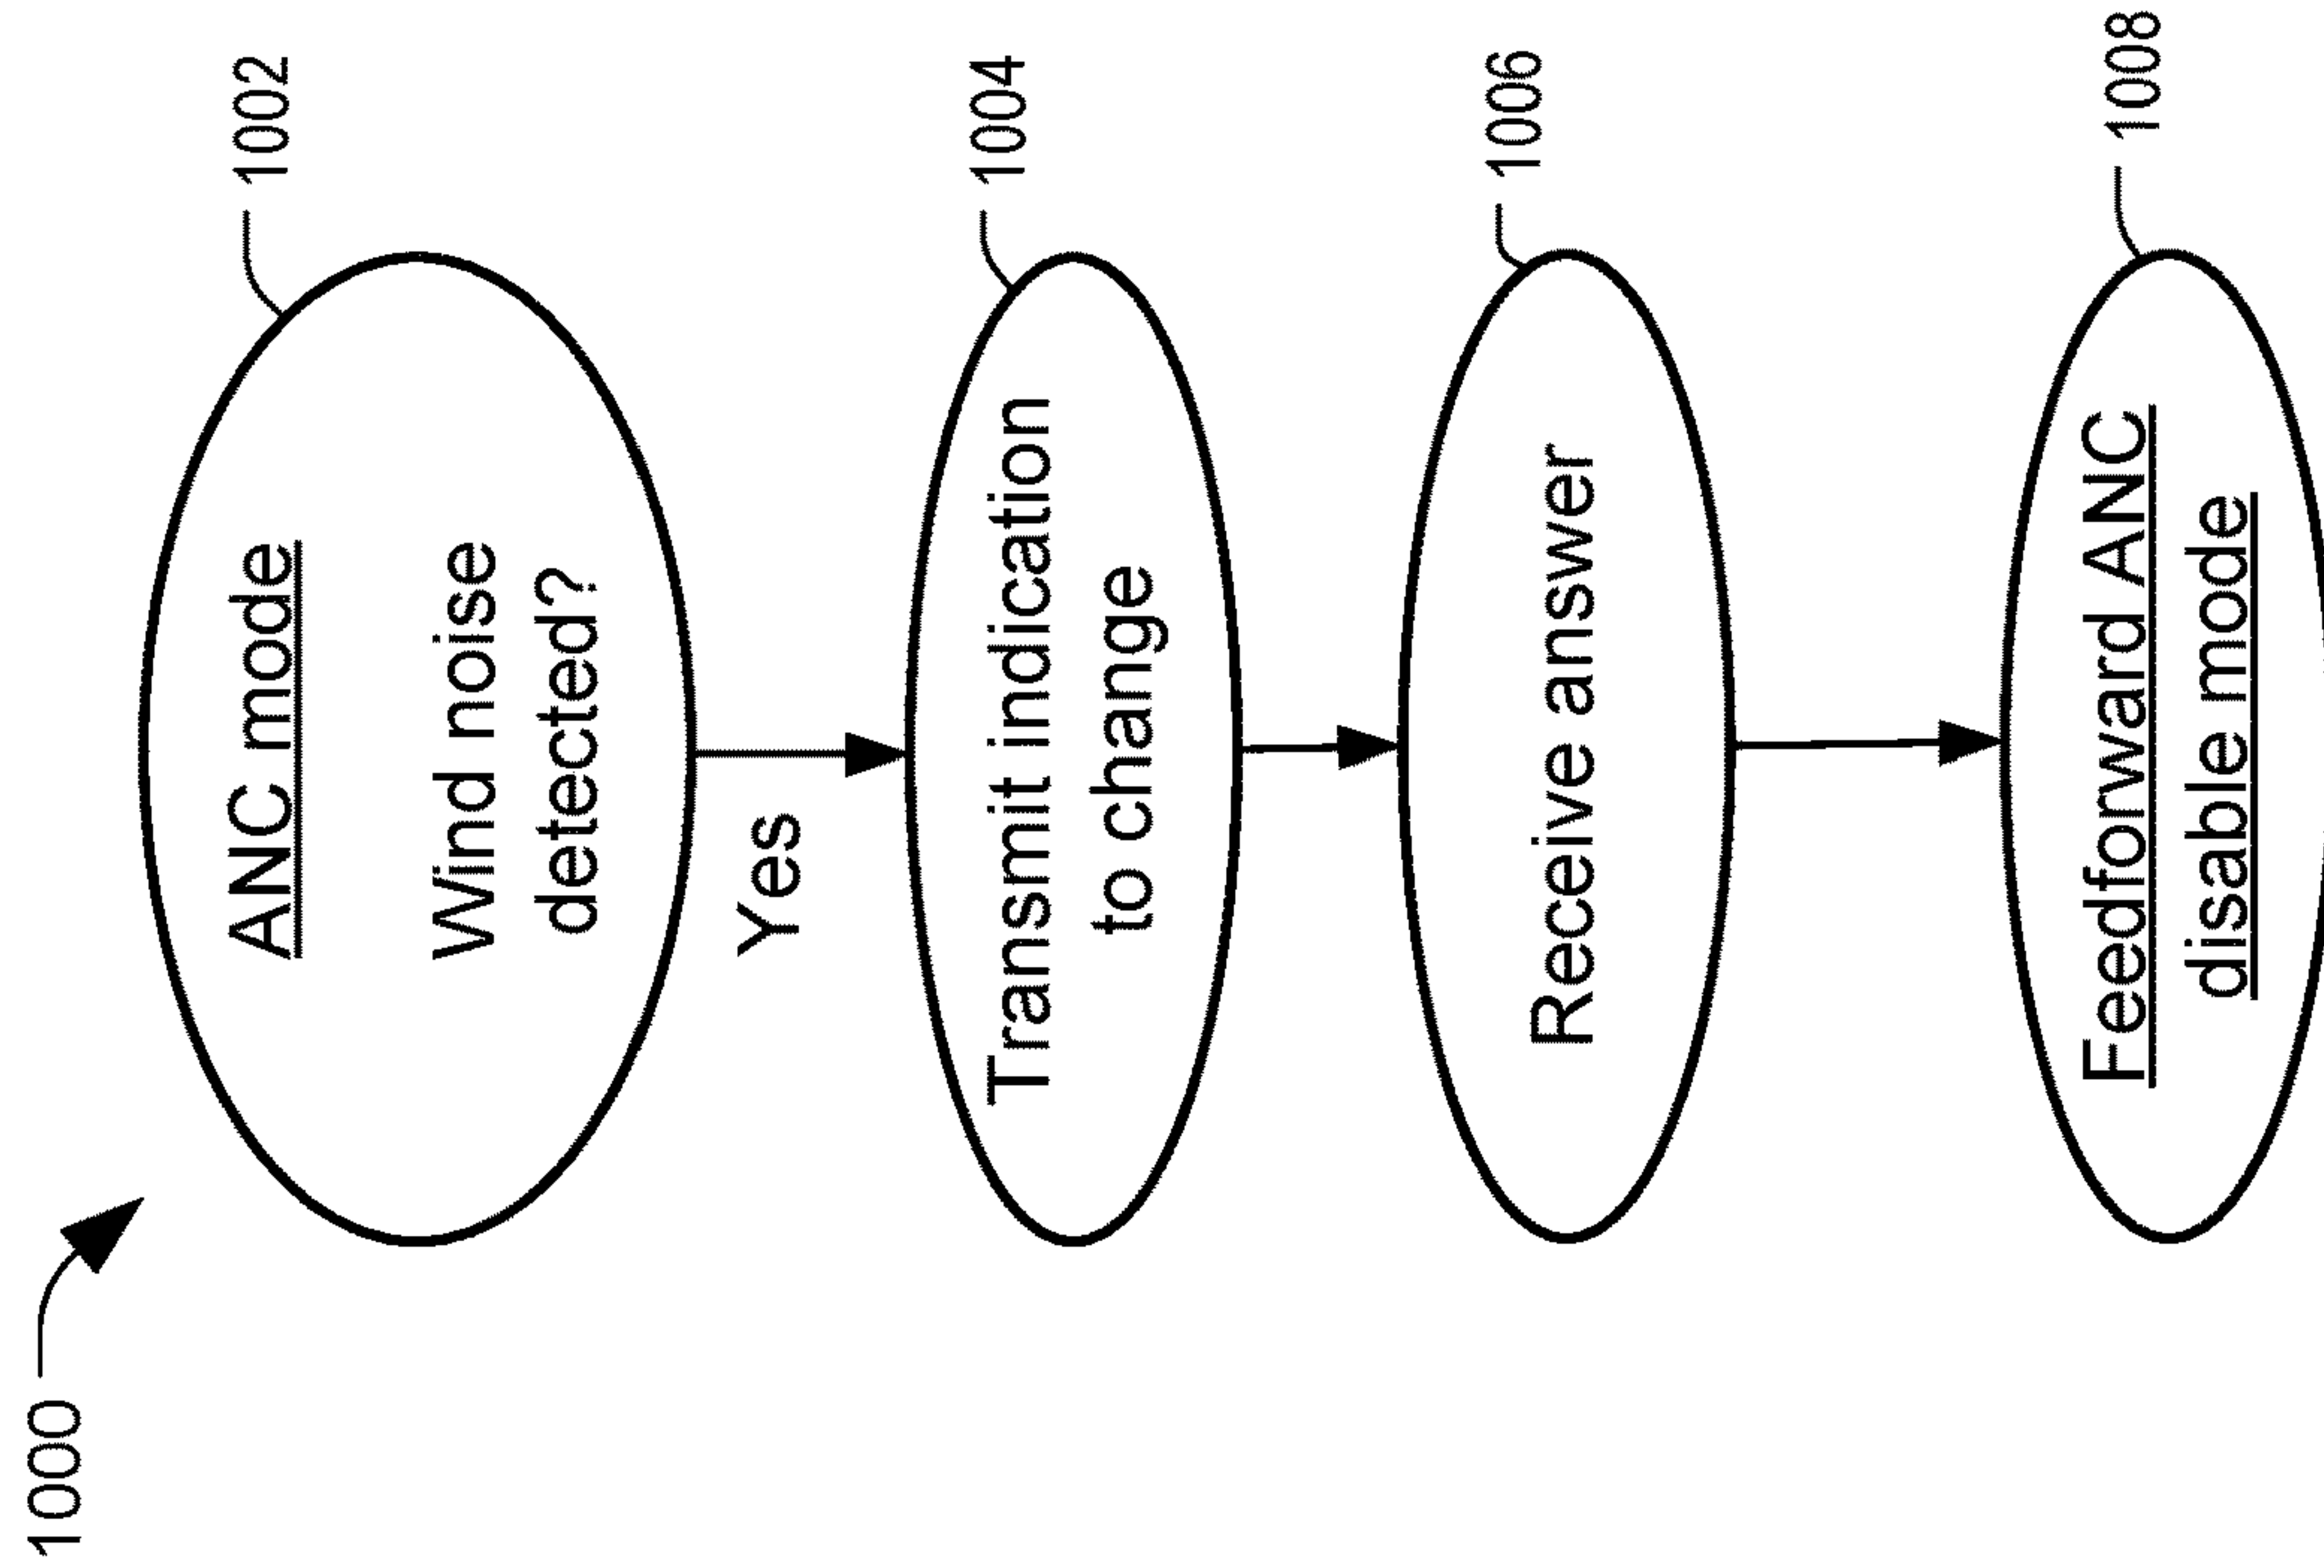 1000
1002
ANC mode
Wind noise
detected?
Yes
1004
Transmit indication
to change
1006
Receive answer
1008
Feedforward ANC
disable mode